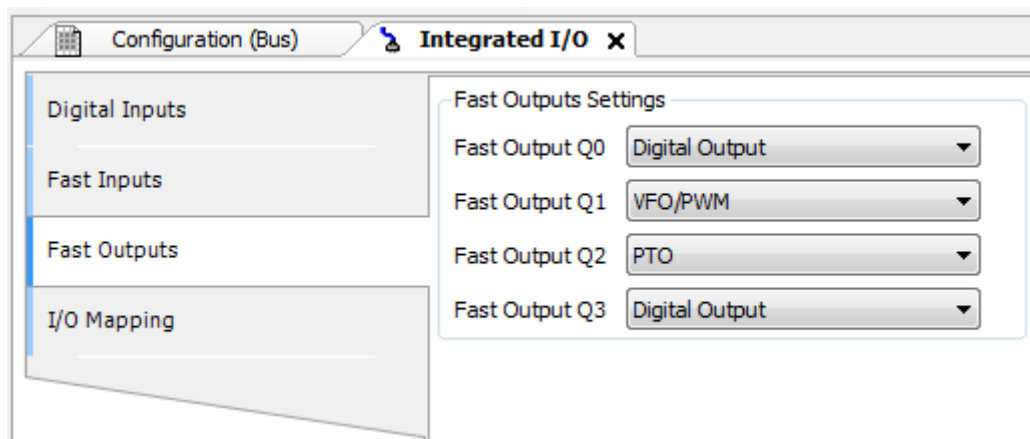 Configuration (Bus)
Integrated I/O
Digital Inputs
Fast Inputs
Fast Outputs
I/O Mapping
Fast Outputs Settings
Fast Output Q0 Digital Output
Fast Output Q1 VFO/PWM
Fast Output Q2 PTO
Fast Output Q3 Digital Output